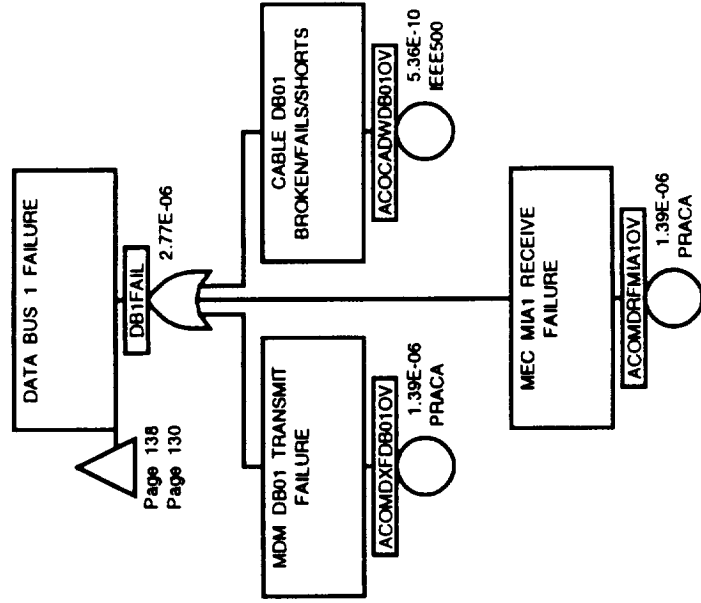 DATA BUS 1 FAILURE
Page 138
Page 130
DB1FAIL
2.77E-06
MDM DB01 TRANSMIT
FAILURE
ACOMDXFDB01OV
1.39E-06
PRACA
MEC MIA1 RECEIVE
FAILURE
ACOMDRFMIA1OV
1.39E-06
PRACA
CABLE DB01
BROKEN/FAILS/SHORTS
ACOCADWDB01OV
5.36E-10
IEEE500